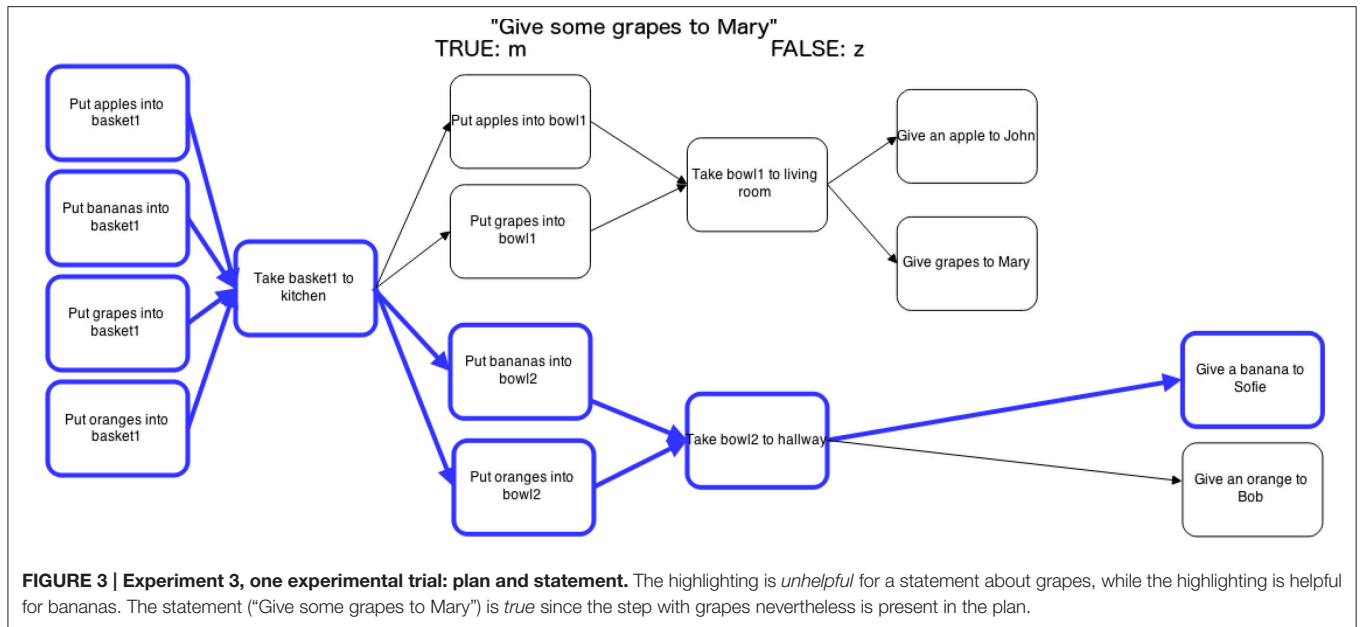 "Give some grapes to Mary"
TRUE: m FALSE: z
Put apples into
basket1
Put bananas into
basket1
Put grapes into
basket1
Put oranges into
basket1
Take basket1 to
kitchen
Put apples into bowl1
Put grapes into
bowl1
Put bananas into
bowl2
Put oranges into
bowl2
Take bowl1 to living
room
Take bowl2 to hallway
Give an apple to John
Give grapes to Mary
Give a banana to
Sofie
Give an orange to
Bob
FIGURE 3 | Experiment 3, one experimental trial: plan and statement. The highlighting is unhelpful for a statement about grapes, while the highlighting is helpful
for bananas. The statement (“Give some grapes to Mary”) is true since the step with grapes nevertheless is present in the plan.